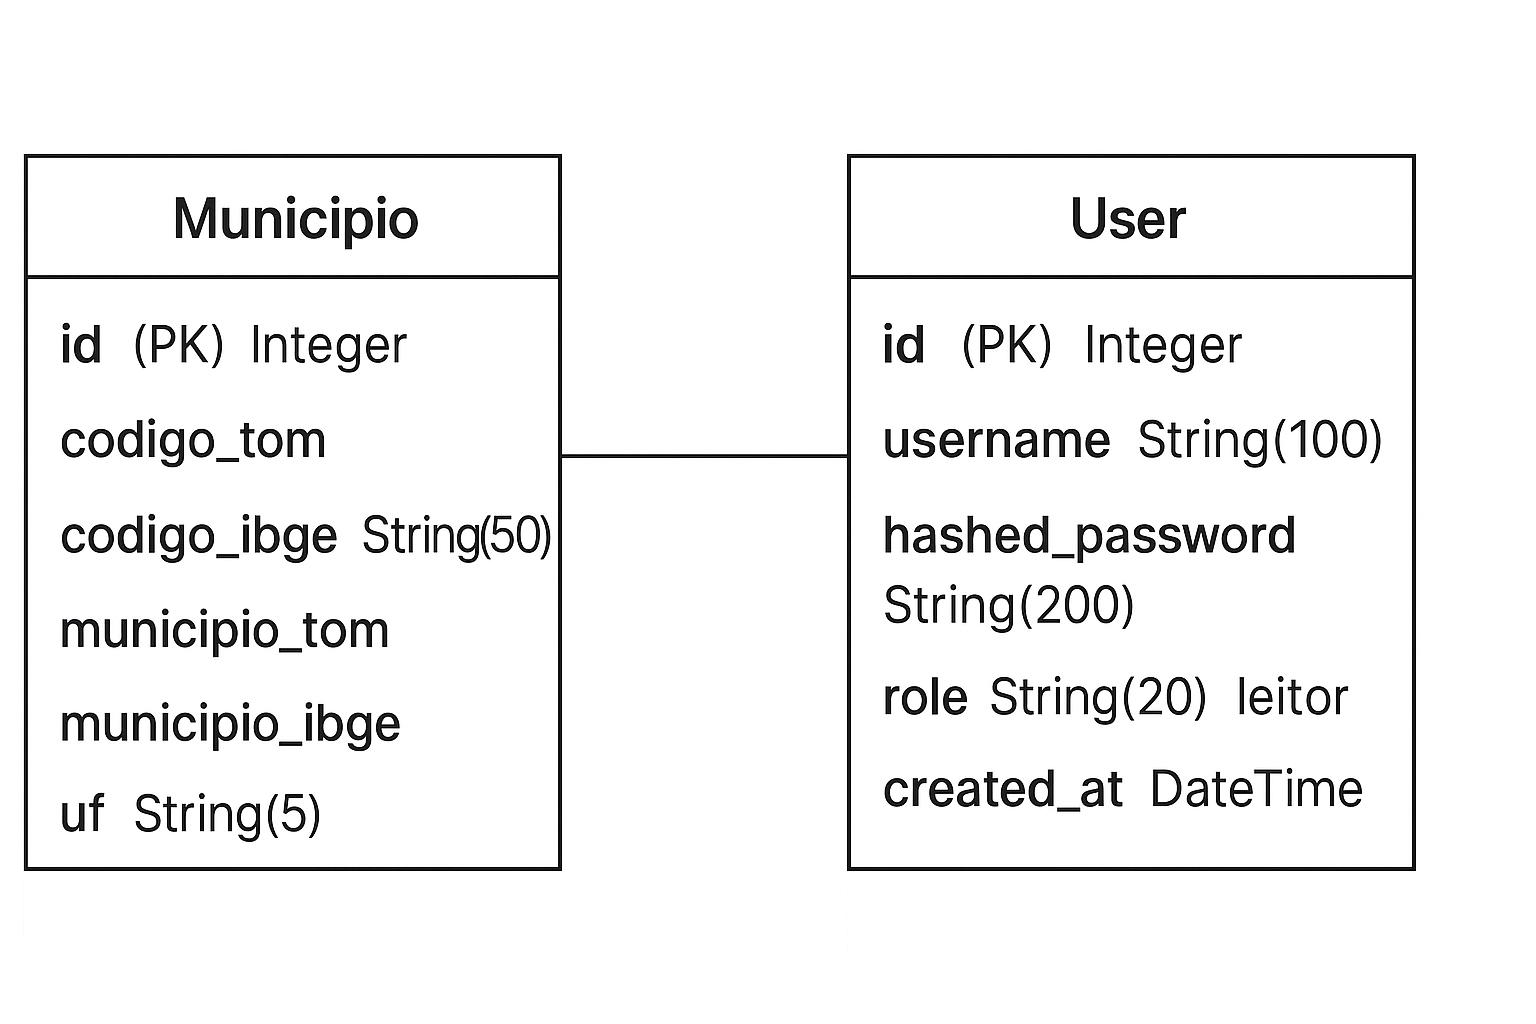 Municipio
id (PK) Integer
codigo_tom
codigo_ibge String(50)
municipio_tom
municipio_ibge
uf String(5)
User
id (PK) Integer
username String(100)
hashed_password
String(200)
role String(20) leitor
created_at DateTime